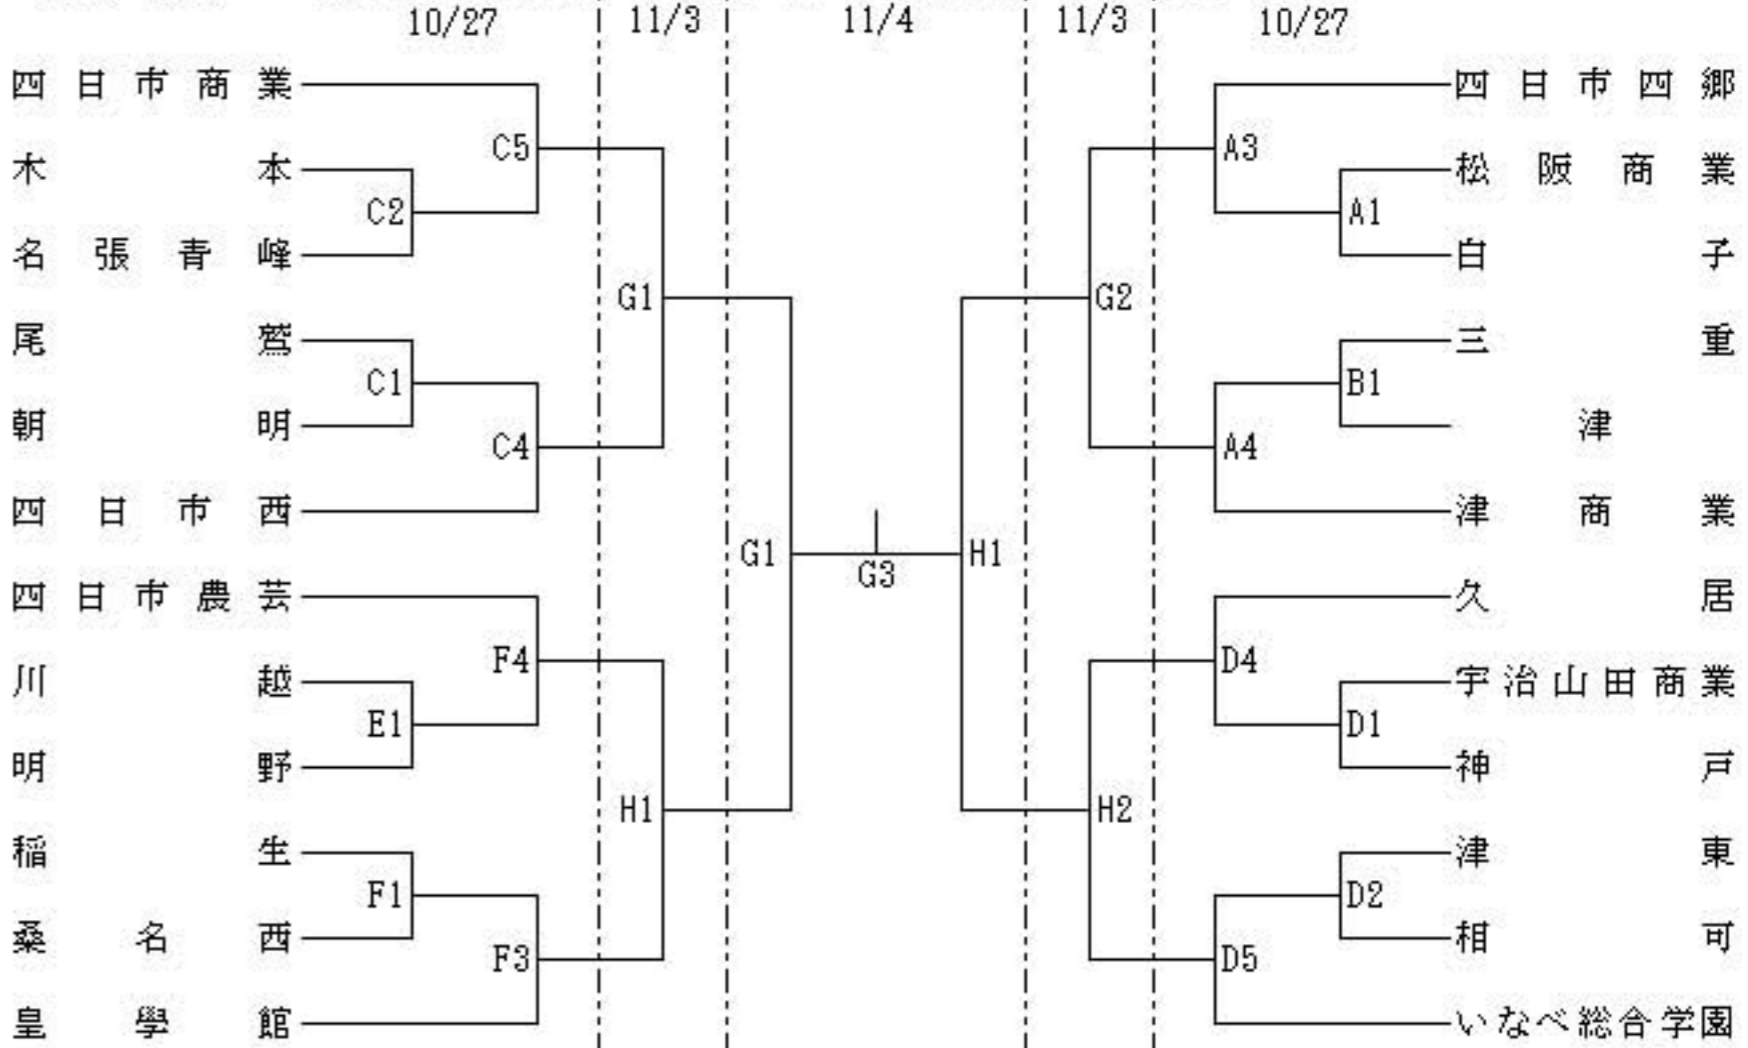 10/27 11/3 11/4 11/3 10/27
四日市商業 四日市四郷
C5 A3
木本 松阪商業
C2 A1
名張青峰 白子
G1 G2
尾鷲 三重
C1 B1
朝明 津
C4 A4
四日市西 津商業
G1 G3 H1
四日市農芸 久居
F4 D4
川越 宇治山田商業
E1 D1
明野 神戸
H1 H2
稲生 津東
F1 D2
桑名西 相可
F3 D5
皇學館 いなべ総合学園